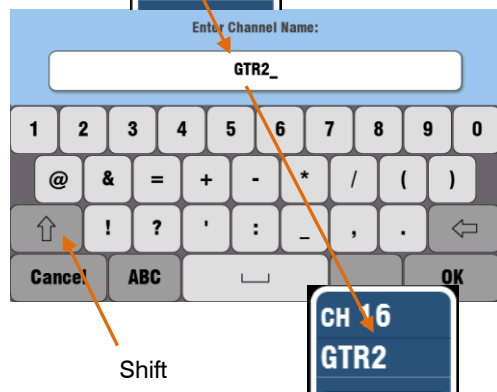 Enter Channel Name:
GTR2_
1 2 3 4 5 6 7 8 9 0
@ & = + - * / ( )
! ? ' : _ , .
Cancel ABC OK
CH 16
GTR2
Shift